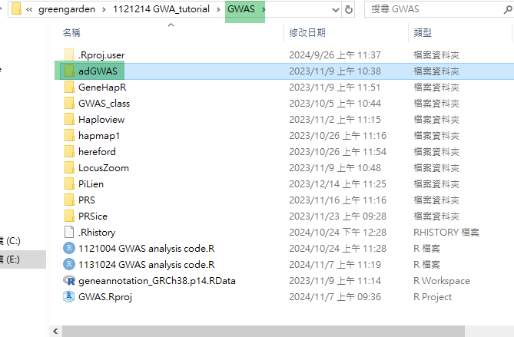 « greengarden › 1121214 GWA_tutorial › GWAS ›
搜尋 GWAS
名稱 修改日期 類型
.Rproj.user 2024/9/26 上午 11:37 檔案資料夾
adGWAS 2023/11/9 上午 10:38 檔案資料夾
GeneHapR 2023/11/9 上午 11:51 檔案資料夾
GWAS_class 2023/10/5 上午 10:44 檔案資料夾
Haploview 2023/11/2 上午 11:15 檔案資料夾
hapmap1 2023/10/26 上午 11:16 檔案資料夾
hereford 2023/10/26 上午 11:54 檔案資料夾
LocusZoom 2023/11/9 上午 10:48 檔案資料夾
PiLien 2023/12/14 上午 11:25 檔案資料夾
PRS 2023/11/16 上午 11:16 檔案資料夾
PRSice 2023/11/23 上午 09:28 檔案資料夾
.Rhistory 2024/10/24 下午 12:28 RHISTORY 檔案
1121004 GWAS analysis code.R 2024/10/24 上午 11:28 R 檔案
1131024 GWAS analysis code.R 2024/11/7 上午 11:19 R 檔案
geneannotation_GRCh38.p14.RData 2023/11/9 上午 11:14 R Workspace
GWAS.Rproj 2024/11/7 上午 09:36 R Project
(C:)
(E:)